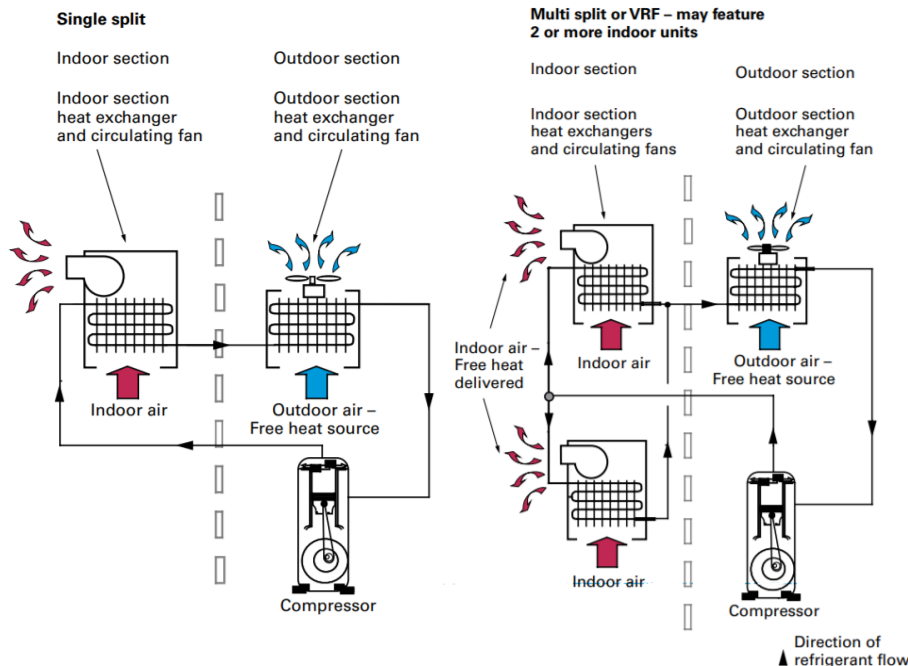 Single split
Indoor section
Outdoor section
Indoor section
heat exchanger
and circulating fan
Outdoor section
heat exchanger
and circulating fan
Indoor air
Outdoor air –
Free heat source
Compressor
Multi split or VRF – may feature
2 or more indoor units
Indoor section
Outdoor section
Indoor section
heat exchangers
and circulating fans
Outdoor section
heat exchanger
and circulating fan
Indoor air –
Free heat
delivered
Indoor air
Outdoor air –
Free heat source
Indoor air
Compressor
Direction of
refrigerant flow